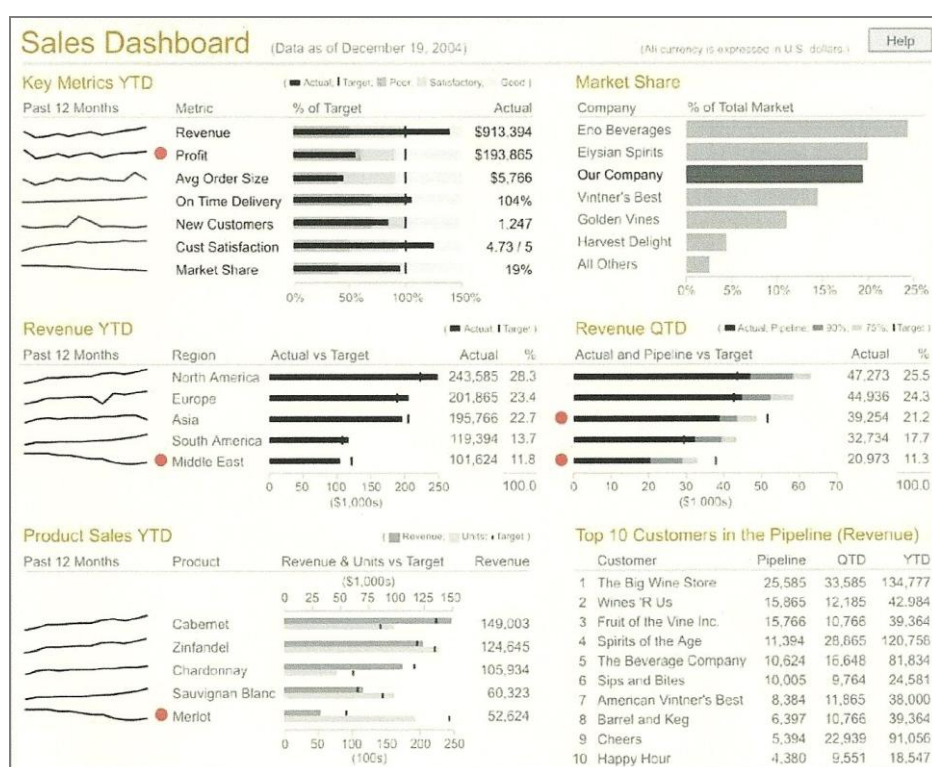 Sales Dashboard (Data as of December 19, 2004) (All currency is expressed in U.S. dollars.) Help
Key Metrics YTD ( Actual, Target; Poor, Satisfactory, Good )
Past 12 Months Metric % of Target Actual
Revenue $913,394
Profit $193,865
Avg Order Size $5,766
On Time Delivery 104%
New Customers 1,247
Cust Satisfaction 4.73 / 5
Market Share 19%
0% 50% 100% 150%
Market Share
Company % of Total Market
Eno Beverages
Elysian Spirits
Our Company
Vintner's Best
Golden Vines
Harvest Delight
All Others
0% 5% 10% 15% 20% 25%
Revenue YTD ( Actual, Target )
Past 12 Months Region Actual vs Target Actual %
North America 243,585 28.3
Europe 201,865 23.4
Asia 195,766 22.7
South America 119,394 13.7
Middle East 101,624 11.8
0 50 100 150 200 250 100.0
($1,000s)
Revenue QTD ( Actual, Pipeline; 90%, 75%, Target )
Actual and Pipeline vs Target Actual %
47,273 25.5
44,936 24.3
39,254 21.2
32,734 17.7
20,973 11.3
0 10 20 30 40 50 60 70 100.0
($1,000s)
Product Sales YTD ( Revenue, Units; Target )
Past 12 Months Product Revenue & Units vs Target Revenue
($1,000s)
0 25 50 75 100 125 150
Cabernet 149,003
Zinfandel 124,645
Chardonnay 105,934
Sauvignan Blanc 60,323
Merlot 52,624
0 50 100 150 200 250
(100s)
Top 10 Customers in the Pipeline (Revenue)
Customer Pipeline QTD YTD
1 The Big Wine Store 25,585 33,585 134,777
2 Wines 'R Us 15,865 12,185 42,984
3 Fruit of the Vine Inc. 15,766 10,766 39,364
4 Spirits of the Age 11,394 28,865 120,758
5 The Beverage Company 10,624 16,648 81,834
6 Sips and Bites 10,005 9,764 24,581
7 American Vintner's Best 8,384 11,865 38,000
8 Barrel and Keg 6,397 10,766 39,364
9 Cheers 5,394 22,939 91,056
10 Happy Hour 4,380 9,551 18,547